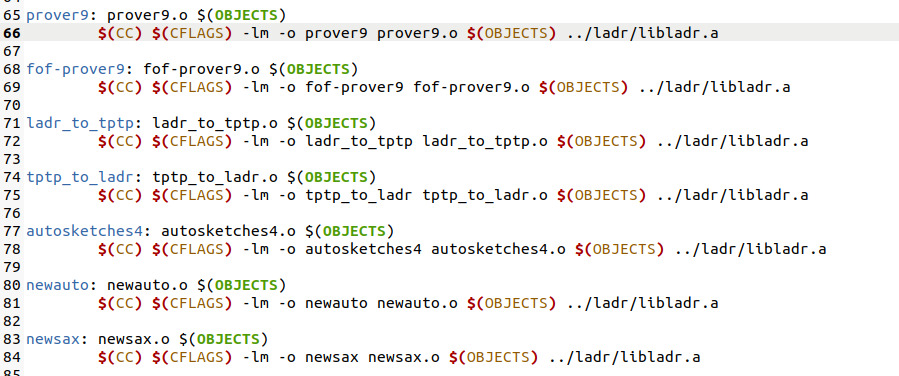 65 prover9: prover9.o $(OBJECTS)
66 $(CC) $(CFLAGS) -lm -o prover9 prover9.o $(OBJECTS) ../ladr/libladr.a
67
68 fof-prover9: fof-prover9.o $(OBJECTS)
69 $(CC) $(CFLAGS) -lm -o fof-prover9 fof-prover9.o $(OBJECTS) ../ladr/libladr.a
70
71 ladr_to_tptp: ladr_to_tptp.o $(OBJECTS)
72 $(CC) $(CFLAGS) -lm -o ladr_to_tptp ladr_to_tptp.o $(OBJECTS) ../ladr/libladr.a
73
74 tptp_to_ladr: tptp_to_ladr.o $(OBJECTS)
75 $(CC) $(CFLAGS) -lm -o tptp_to_ladr tptp_to_ladr.o $(OBJECTS) ../ladr/libladr.a
76
77 autosketches4: autosketches4.o $(OBJECTS)
78 $(CC) $(CFLAGS) -lm -o autosketches4 autosketches4.o $(OBJECTS) ../ladr/libladr.a
79
80 newauto: newauto.o $(OBJECTS)
81 $(CC) $(CFLAGS) -lm -o newauto newauto.o $(OBJECTS) ../ladr/libladr.a
82
83 newsax: newsax.o $(OBJECTS)
84 $(CC) $(CFLAGS) -lm -o newsax newsax.o $(OBJECTS) ../ladr/libladr.a